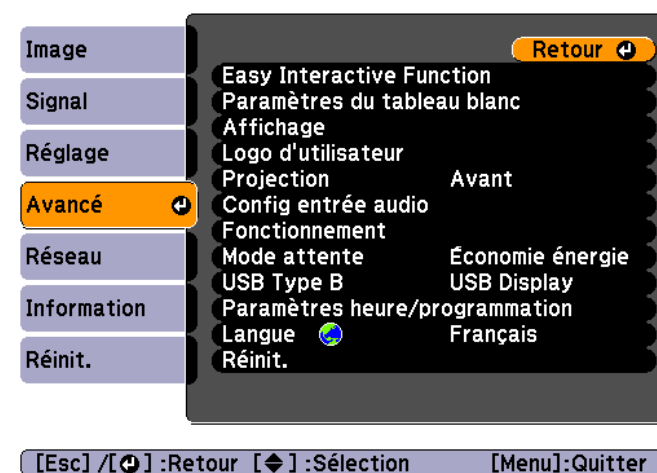 Image
Signal
Réglage
Avancé
Réseau
Information
Réinit.
Retour
Easy Interactive Function
Paramètres du tableau blanc
Affichage
Logo d'utilisateur
Projection Avant
Config entrée audio
Fonctionnement
Mode attente Économie énergie
USB Type B USB Display
Paramètres heure/programmation
Langue Français
Réinit.
[Esc] /[⏎] :Retour [◆] :Sélection [Menu]:Quitter